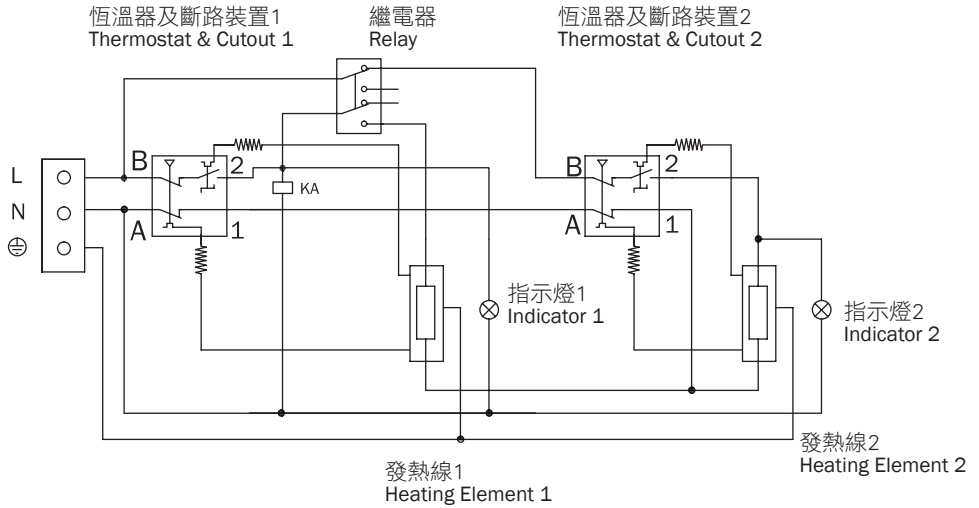 恆溫器及斷路裝置1
Thermostat & Cutout 1
繼電器
Relay
恆溫器及斷路裝置2
Thermostat & Cutout 2
B
2
B
2
L
KA
N
A
1
A
1
指示燈1
Indicator 1
指示燈2
Indicator 2
發熱線1
Heating Element 1
發熱線2
Heating Element 2